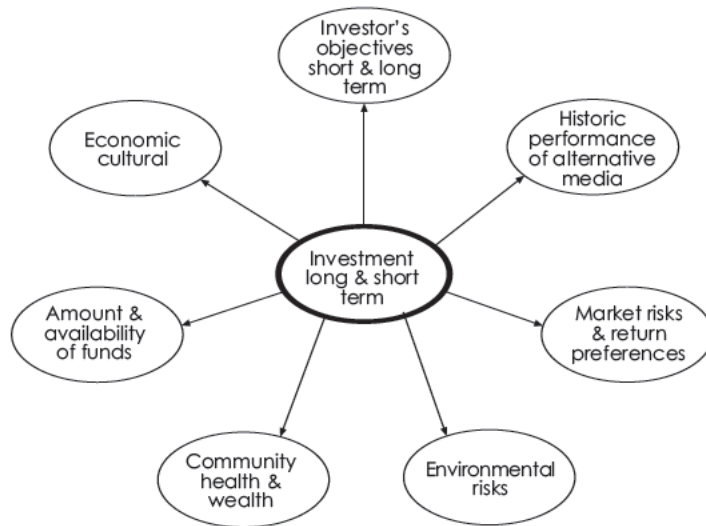 Investor's
objectives
short & long
term
Economic
cultural
Historic
performance
of alternative
media
Investment
long & short
term
Amount &
availability
of funds
Market risks
& return
preferences
Community
health &
wealth
Environmental
risks